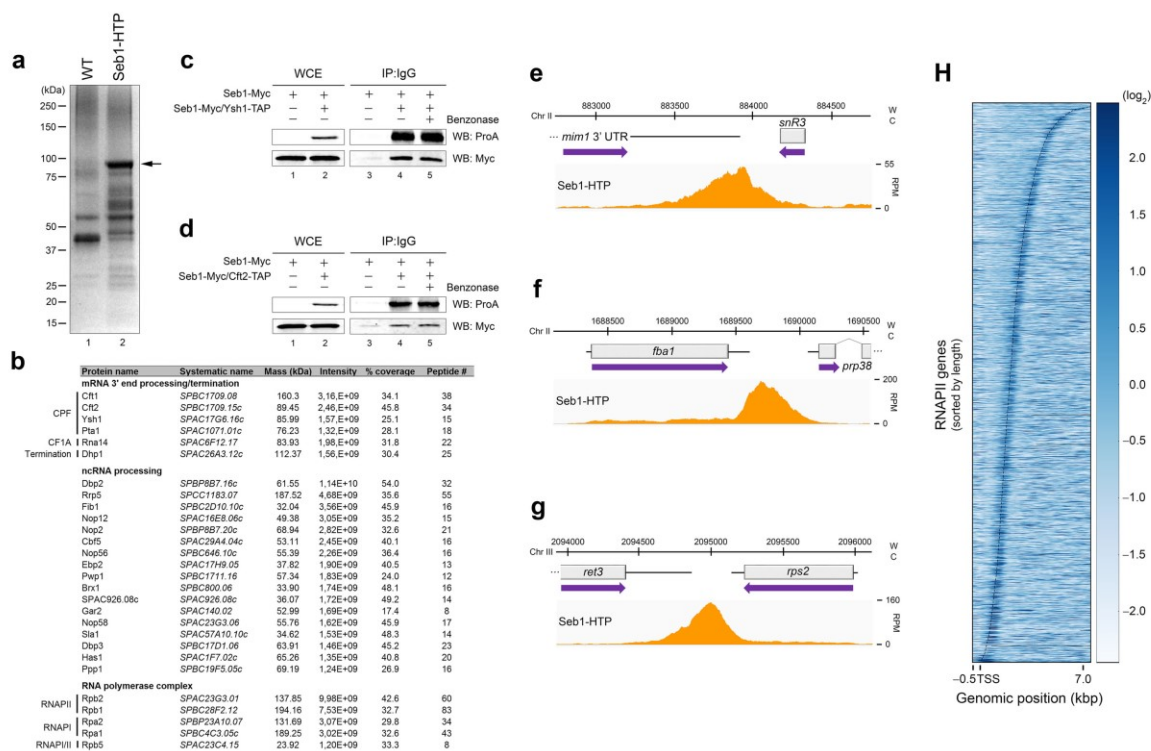 a
WT
Seb1-HTP
(kDa)
250
150
100
75
50
37
25
20
15
1 2
c
WCE IP:IgG
Seb1-Myc + + + + +
Seb1-Myc/Ysh1-TAP − + − + +
Benzonase
− − − − +
WB: ProA
WB: Myc
1 2 3 4 5
d
WCE IP:IgG
Seb1-Myc + + + + +
Seb1-Myc/Cft2-TAP − + − + +
Benzonase
− − − − +
WB: ProA
WB: Myc
1 2 3 4 5
b
Protein name Systematic name Mass (kDa) Intensity % coverage Peptide #
mRNA 3' end processing/termination
CPF
Cft1 SPBC1709.08 160.3 3,16,E+09 34.1 38
Cft2 SPBC1709.15c 89.45 2,46,E+09 45.8 34
Ysh1 SPAC17G6.16c 85.99 1,57,E+09 25.1 15
Pta1 SPAC1071.01c 76.23 1,32,E+09 28.1 18
CF1A Rna14 SPAC6F12.17 83.93 1,98,E+09 31.8 22
Termination Dhp1 SPAC26A3.12c 112.37 1,56,E+09 30.4 25
ncRNA processing
Dbp2 SPBP8B7.16c 61.55 1,14E+10 54.0 32
Rrp5 SPCC1183.07 187.52 4,68E+09 35.6 55
Fib1 SPBC2D10.10c 32.04 3,56E+09 45.9 16
Nop12 SPAC16E8.06c 49.38 3,05E+09 35.2 15
Nop2 SPBP8B7.20c 68.94 2,82E+09 32.6 21
Cbf5 SPAC29A4.04c 53.11 2,45E+09 40.1 16
Nop56 SPBC646.10c 55.39 2,26E+09 36.4 16
Ebp2 SPAC17H9.05 37.82 1,90E+09 40.5 13
Pwp1 SPBC1711.16 57.34 1,83E+09 24.0 12
Brx1 SPBC800.06 33.90 1,74E+09 48.1 16
SPAC926.08c SPAC926.08c 36.07 1,72E+09 49.2 14
Gar2 SPAC140.02 52.99 1,69E+09 17.4 8
Nop58 SPAC23G3.06 55.76 1,62E+09 45.9 17
Sla1 SPAC57A10.10c 34.62 1,53E+09 48.3 14
Dbp3 SPBC17D1.06 63.91 1,46E+09 45.2 23
Has1 SPAC1F7.02c 65.26 1,35E+09 40.8 20
Ppp1 SPBC19F5.05c 69.19 1,24E+09 26.9 16
RNA polymerase complex
RNAPII
Rpb2 SPAC23G3.01 137.85 9,98E+09 42.6 60
Rpb1 SPBC28F2.12 194.16 7,53E+09 32.7 83
RNAPI
Rpa2 SPBP23A10.07 131.69 3,07E+09 29.8 34
Rpa1 SPBC4C3.05c 189.25 3,02E+09 32.6 43
RNAPI/II Rpb5 SPAC23C4.15 23.92 1,20E+09 33.3 8
e
883000 883500 884000 884500 W
Chr II C
... mim1 3' UTR
snR3
Seb1-HTP
55
RPM
0
f
1688500 1689000 1689500 1690000 1690500 W
Chr II C
fba1
prp38
...
Seb1-HTP
200
RPM
0
g
2094000 2094500 2095000 2095500 2096000 W
Chr III C
... ret3 rps2
Seb1-HTP
160
RPM
0
H
(log2)
2.0
1.5
1.0
0.5
0.0
−0.5
−1.0
−1.5
−2.0
RNAPII genes
(sorted by length)
−0.5TSS 7.0
Genomic position (kbp)